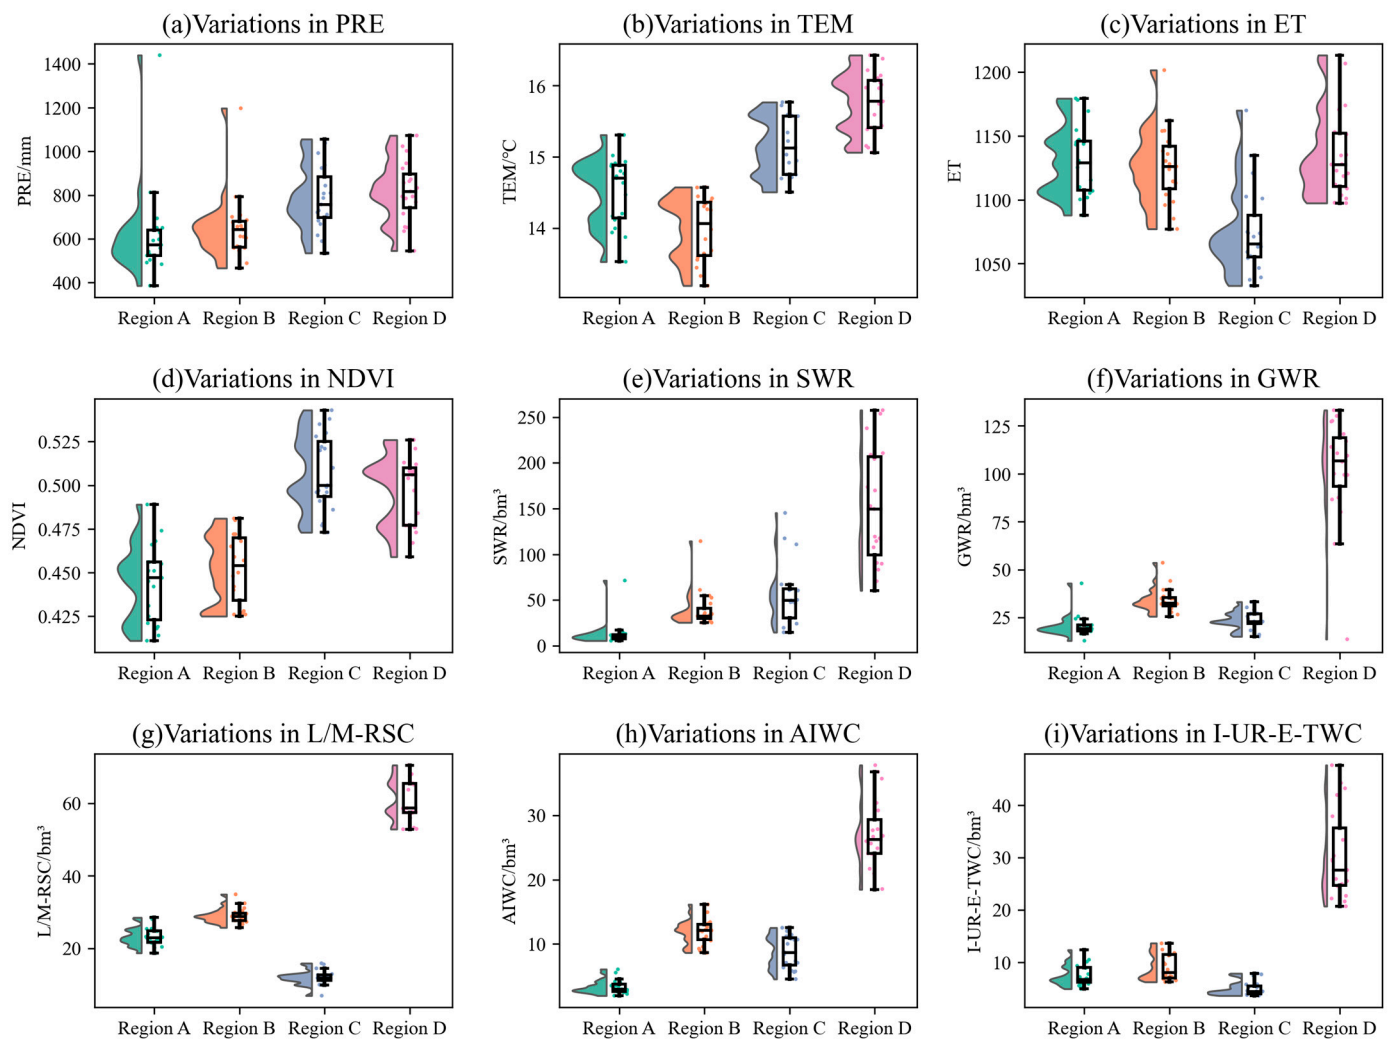 (a)Variations in PRE
(b)Variations in TEM
(c)Variations in ET
PRE/mm
1400
1200
1000
800
600
400
Region A
Region B
Region C
Region D
TEM/°C
16
15
14
Region A
Region B
Region C
Region D
ET
1200
1150
1100
1050
Region A
Region B
Region C
Region D
(d)Variations in NDVI
(e)Variations in SWR
(f)Variations in GWR
NDVI
0.525
0.500
0.475
0.450
0.425
Region A
Region B
Region C
Region D
SWR/bm³
250
200
150
100
50
0
Region A
Region B
Region C
Region D
GWR/bm³
125
100
75
50
25
Region A
Region B
Region C
Region D
(g)Variations in L/M-RSC
(h)Variations in AIWC
(i)Variations in I-UR-E-TWC
L/M-RSC/bm³
60
40
20
Region A
Region B
Region C
Region D
AIWC/bm³
30
20
10
Region A
Region B
Region C
Region D
I-UR-E-TWC/bm³
40
30
20
10
Region A
Region B
Region C
Region D